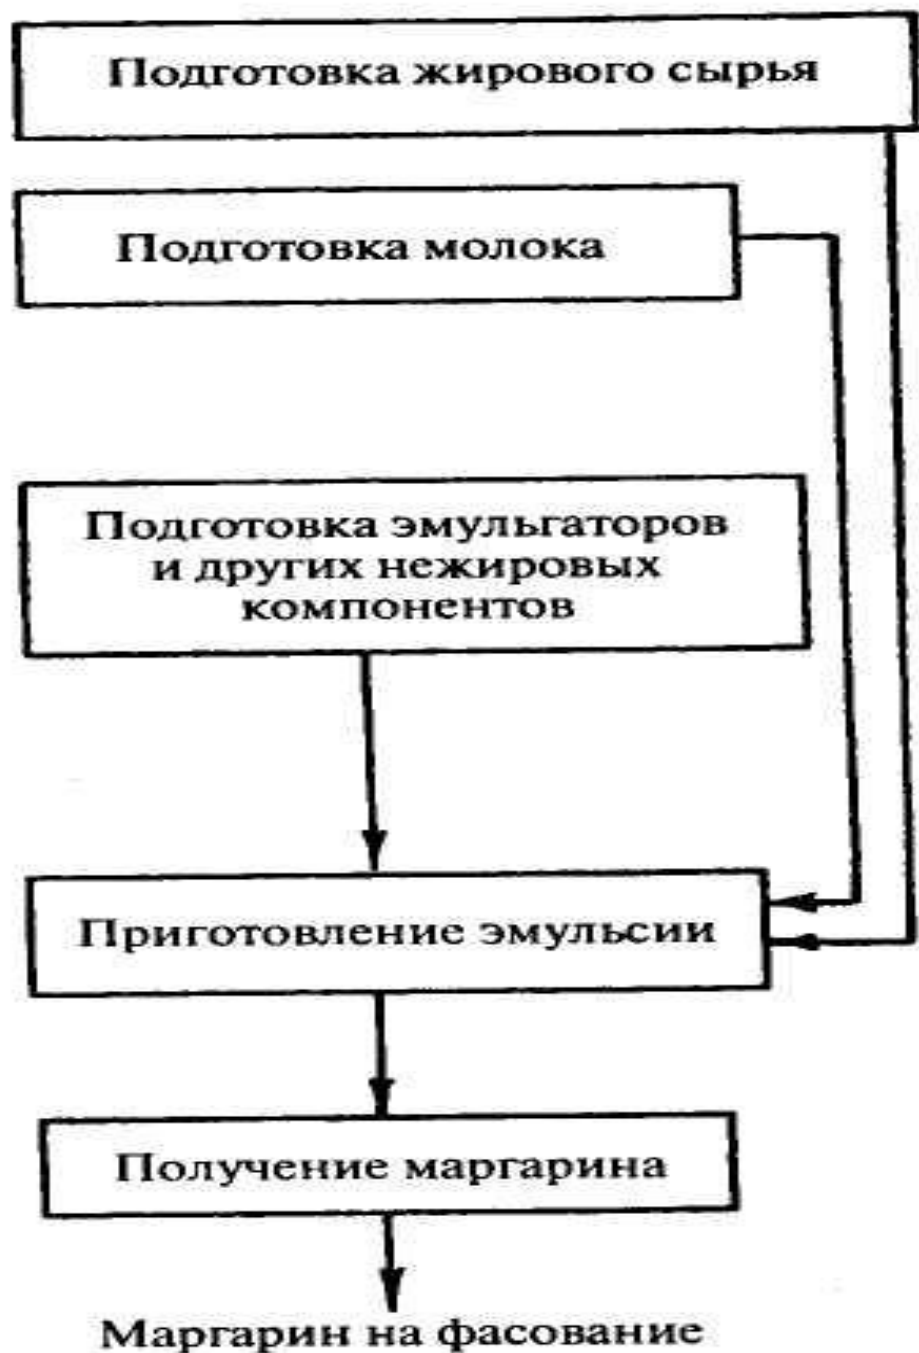 Подготовка жирового сырья
Подготовка молока
Подготовка эмульгаторов
и других нежировых
компонентов
Приготовление эмульсии
Получение маргарина
Маргарин на фасование